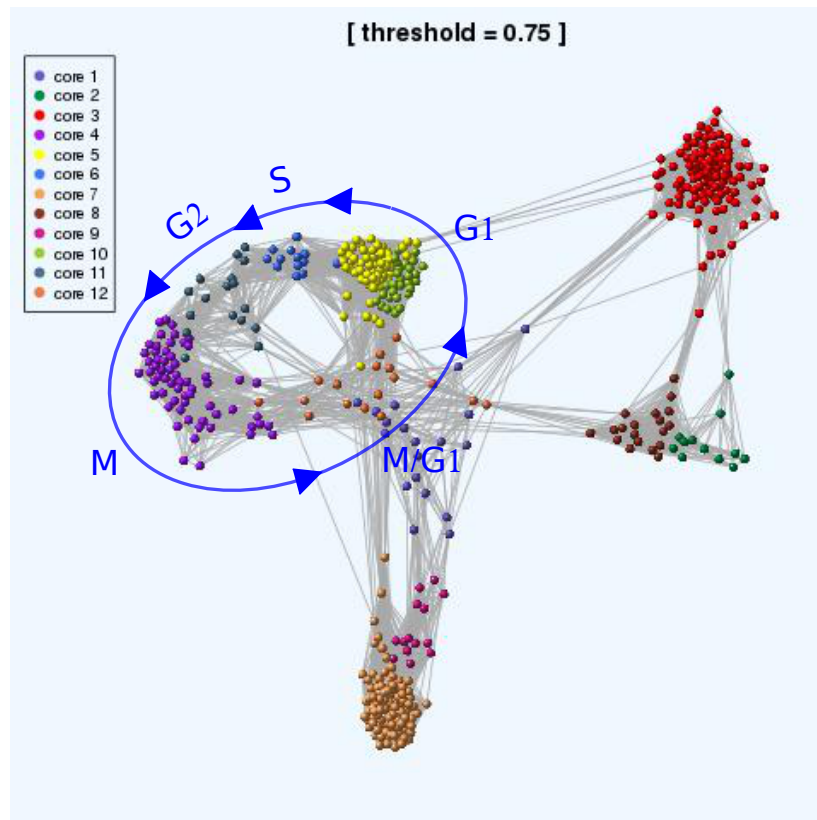 [ threshold = 0.75 ]
core 1
core 2
core 3
core 4
core 5
core 6
core 7
core 8
core 9
core 10
core 11
core 12
S
G2
G1
M
M/G1